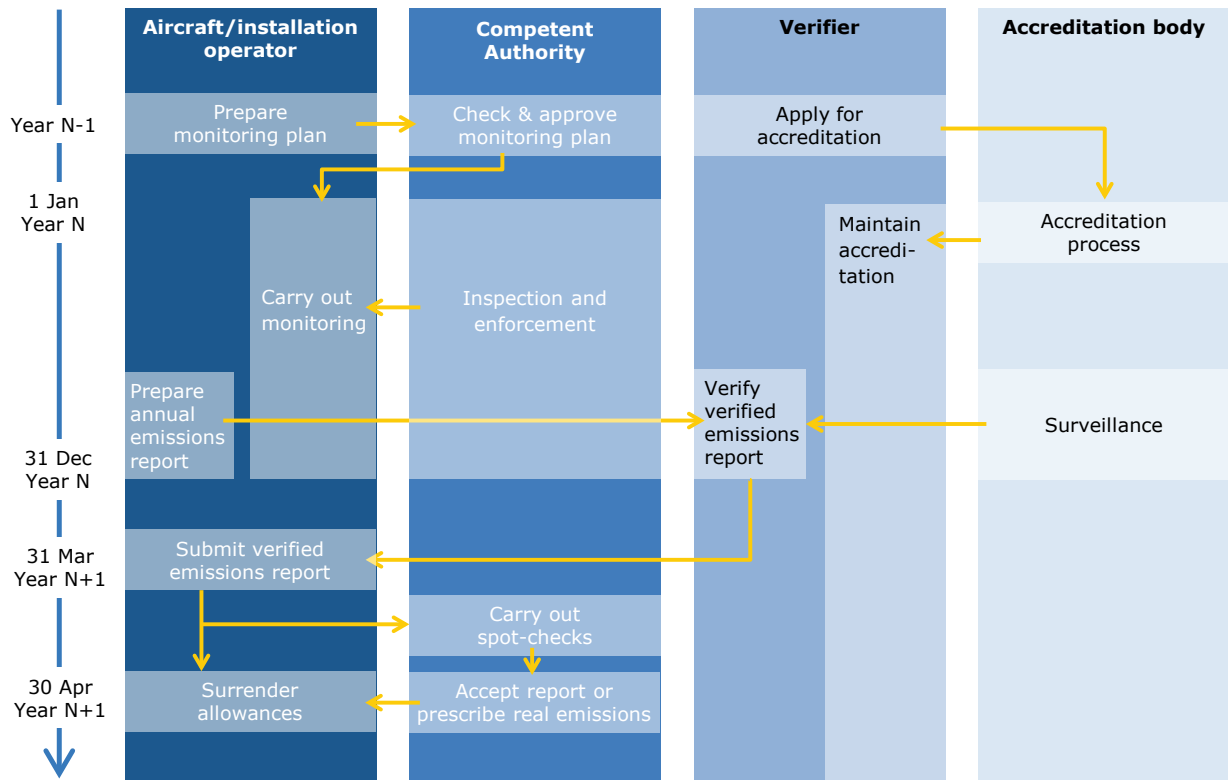 Aircraft/installation
operator
Competent
Authority
Verifier
Accreditation body
Year N-1
Prepare
monitoring plan
Check & approve
monitoring plan
Apply for
accreditation
1 Jan
Year N
Maintain
accredi-
tation
Accreditation
process
Carry out
monitoring
Inspection and
enforcement
Prepare
annual
emissions
report
Verify
verified
emissions
report
Surveillance
31 Dec
Year N
31 Mar
Year N+1
Submit verified
emissions report
Carry out
spot-checks
30 Apr
Year N+1
Surrender
allowances
Accept report or
prescribe real emissions